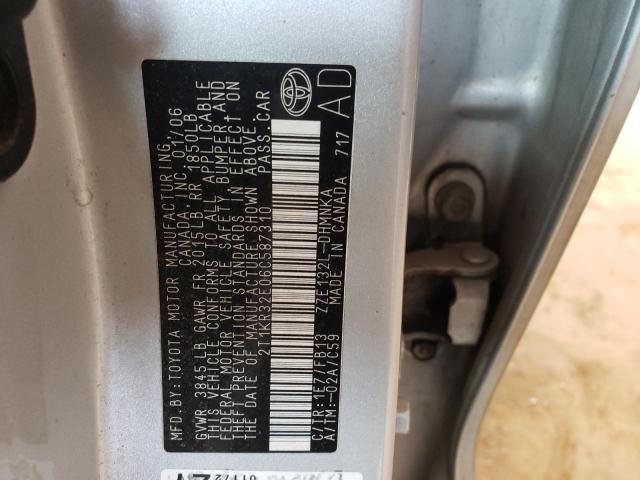 MFD.BY:TOYOTA MOTOR MANUFACTURING,
CANADA, INC. 01/06
GVWR 3845LB GAWR FR 2015LB RR 1850LB
THIS VEHICLE CONFORMS TO ALL APPLICABLE
FEDERAL MOTOR VEHICLE SAFETY BUMPER,AND
THEFT PREVENTION STANDARDS IN EFFECT ON
THE DATE OF MANUFACTURE SHOWN ABOVE.
2T1KR32E06C587310 PASS.CAR
C/TR:1E7/FB13 ZZE132L-DHMNKA
A/TM:-02A/C59 MADE IN CANADA 717
AD